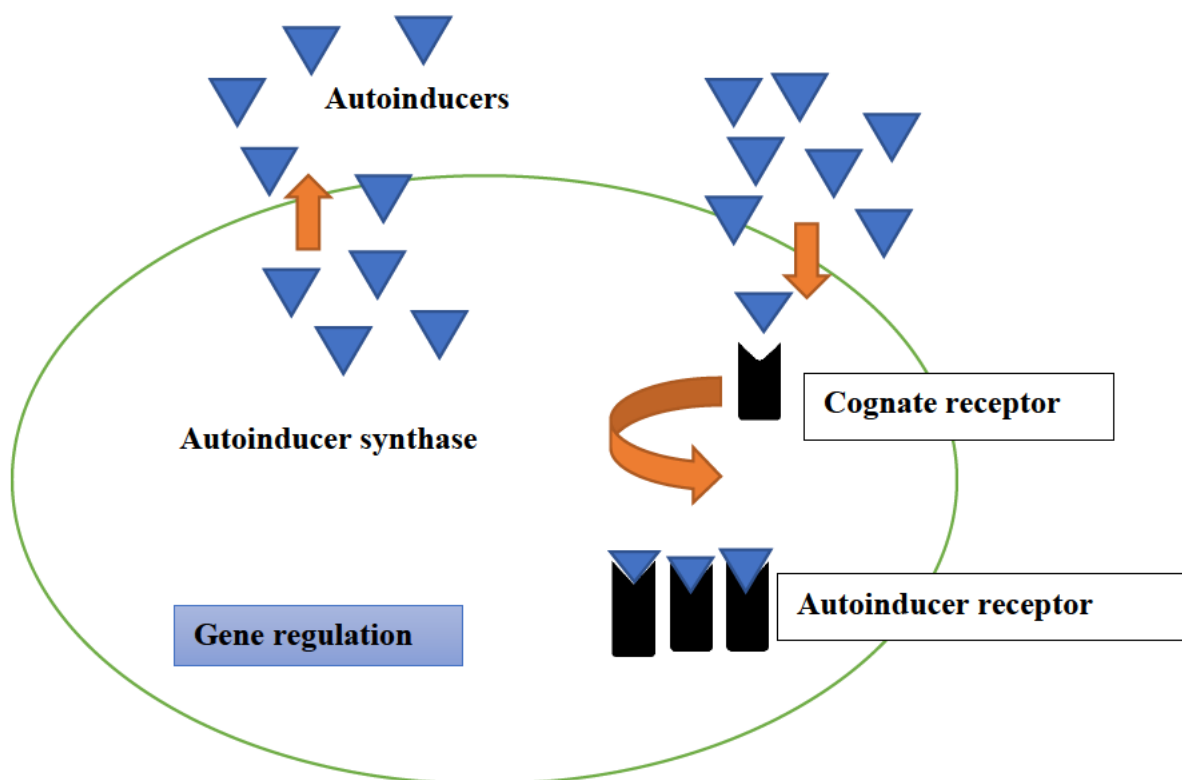 Autoinducers
Cognate receptor
Autoinducer synthase
Autoinducer receptor
Gene regulation